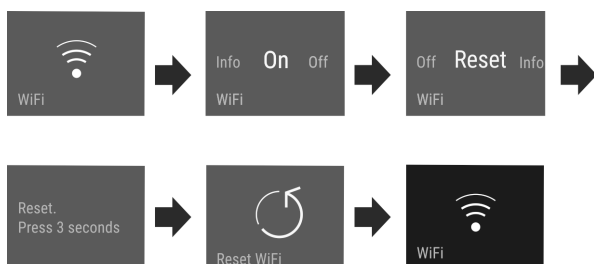 WiFi
Info On Off
WiFi
Off Reset Info
WiFi
Reset.
Press 3 seconds
Reset WiFi
WiFi